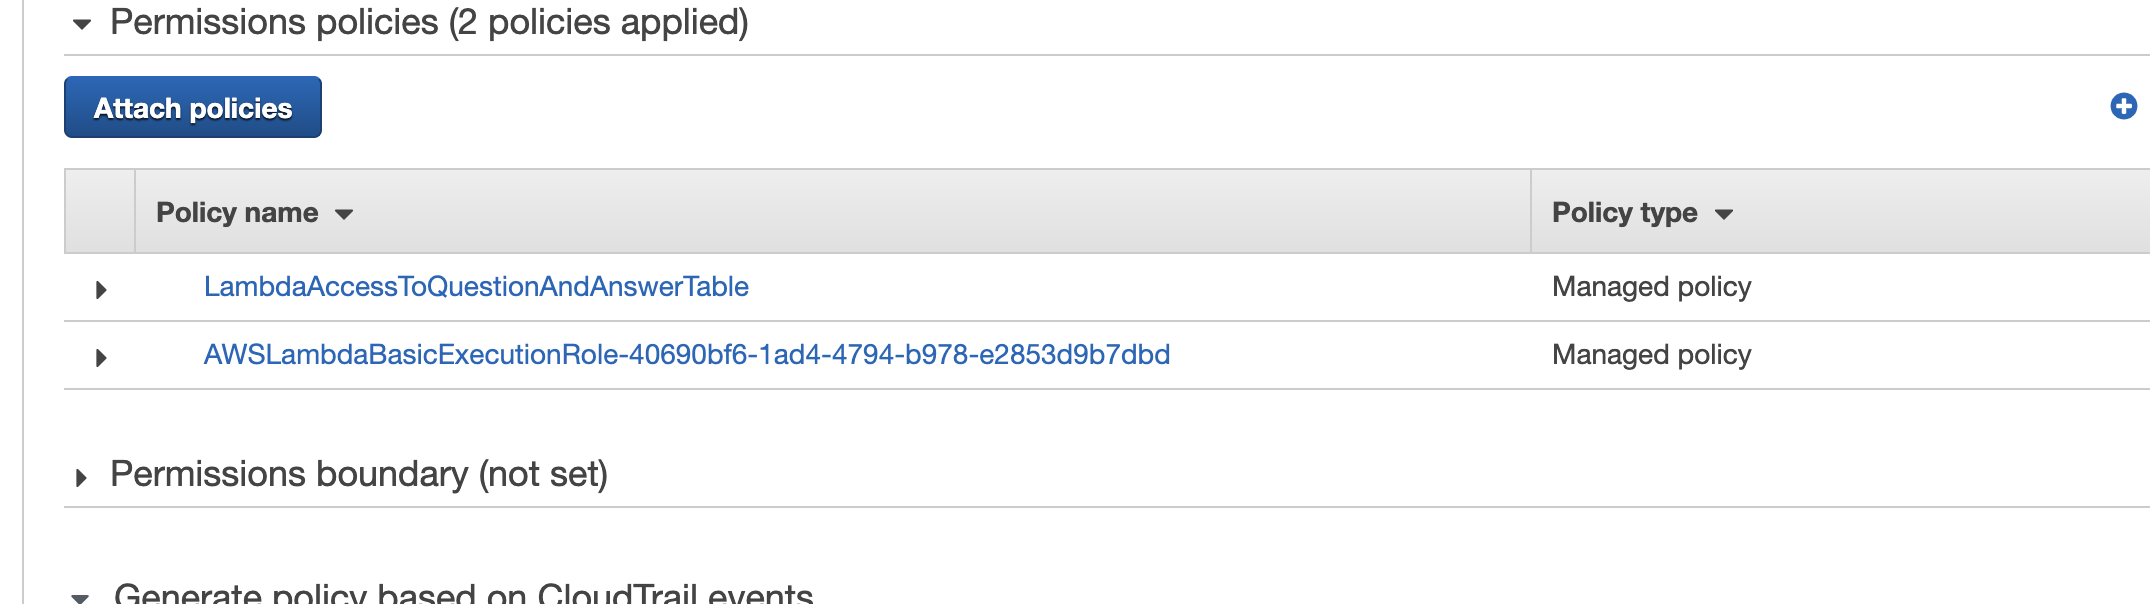 Permissions policies (2 policies applied)
Attach policies
Policy name
Policy type
LambdaAccessToQuestionAndAnswerTable
Managed policy
AWSLambdaBasicExecutionRole-40690bf6-1ad4-4794-b978-e2853d9b7dbd
Managed policy
Permissions boundary (not set)
Generate policy based on CloudTrail events